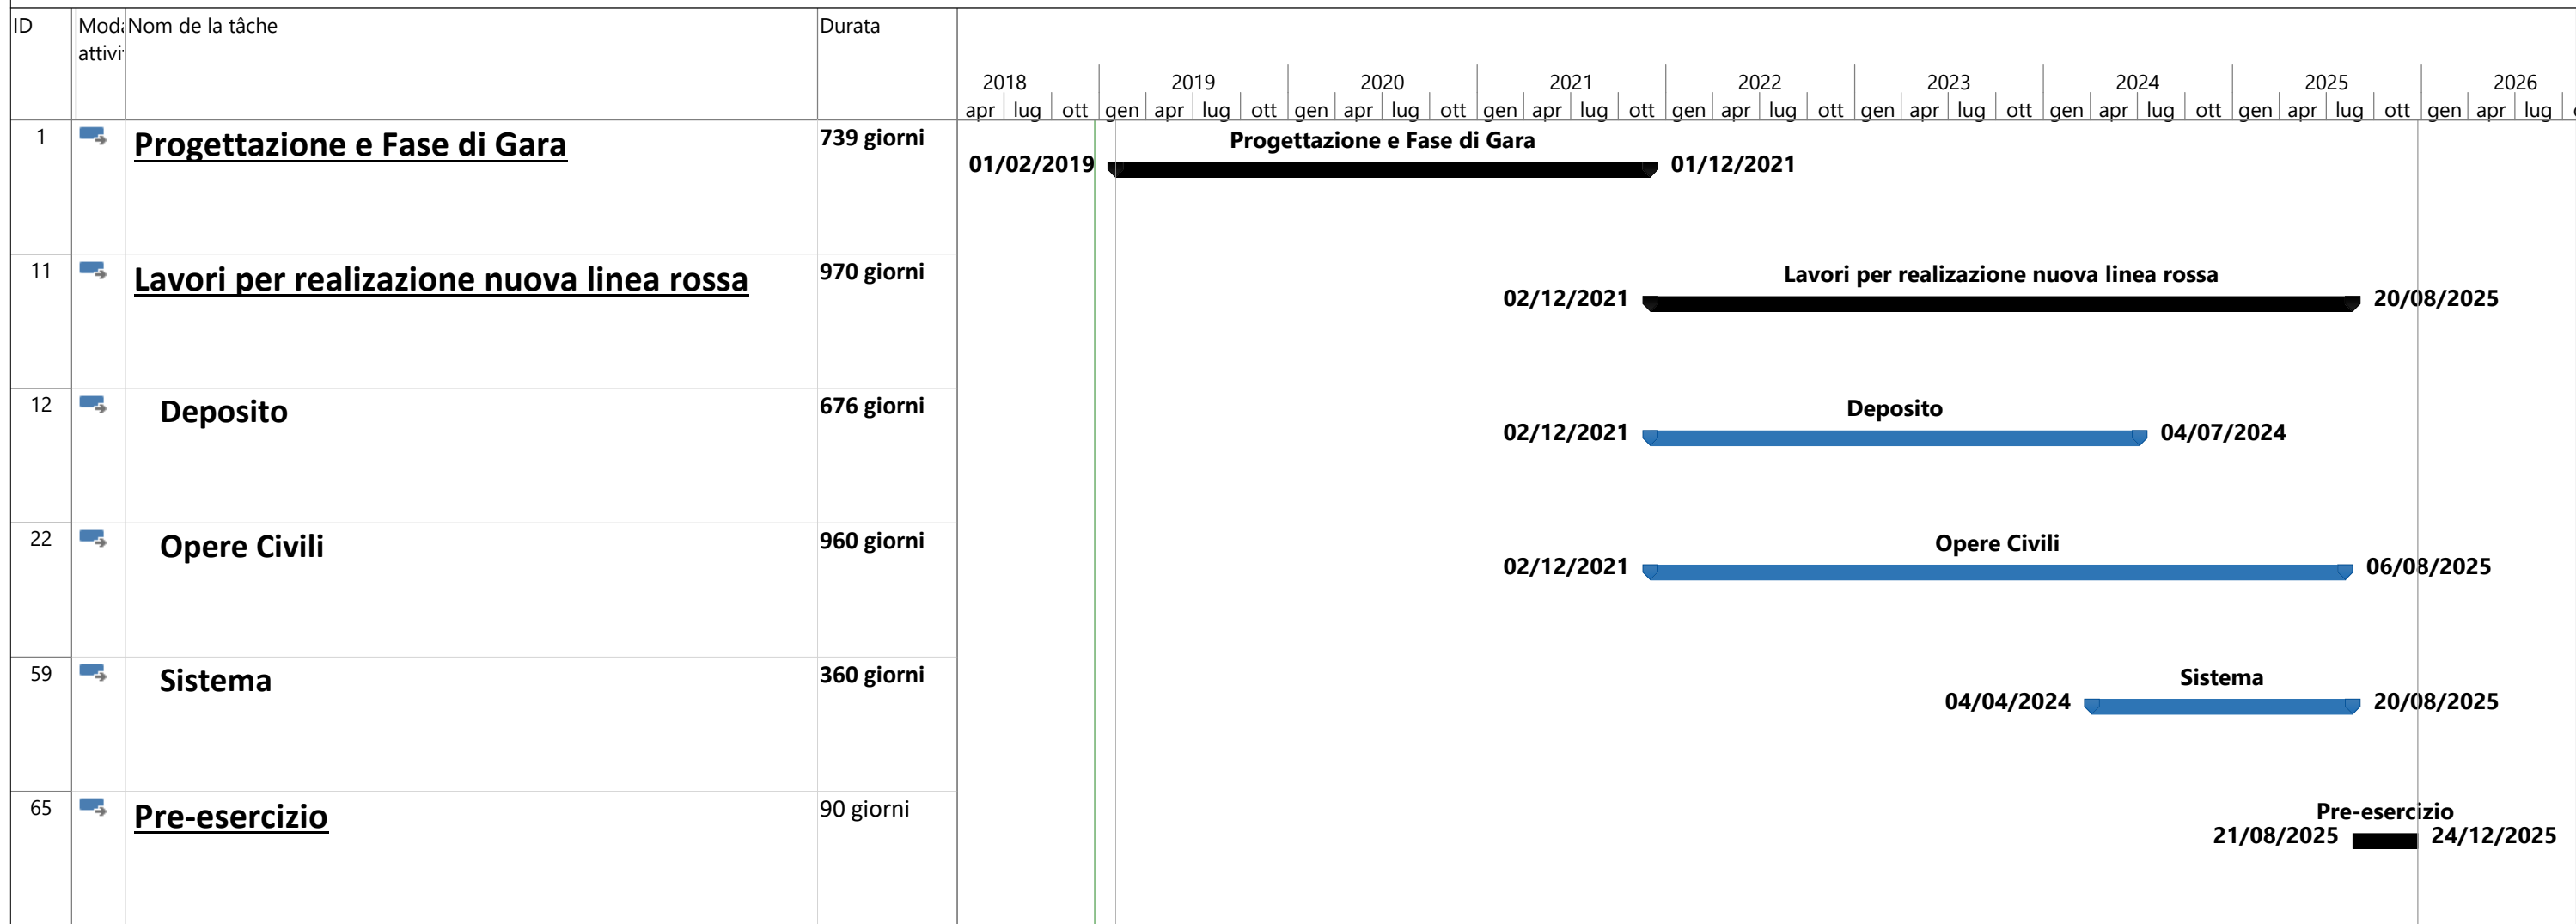 ID
Moda
attivi
Nom de la tâche
Durata
2018 2019 2020 2021 2022 2023 2024 2025 2026
apr lug ott gen apr lug ott gen apr lug ott gen apr lug ott gen apr lug ott gen apr lug ott gen apr lug ott gen apr lug ott gen apr lug
1 Progettazione e Fase di Gara 739 giorni
Progettazione e Fase di Gara
01/02/2019 01/12/2021
11 Lavori per realizazione nuova linea rossa 970 giorni
Lavori per realizazione nuova linea rossa
02/12/2021 20/08/2025
12 Deposito 676 giorni
Deposito
02/12/2021 04/07/2024
22 Opere Civili 960 giorni
Opere Civili
02/12/2021 06/08/2025
59 Sistema 360 giorni
Sistema
04/04/2024 20/08/2025
65 Pre-esercizio 90 giorni
Pre-esercizio
21/08/2025 24/12/2025